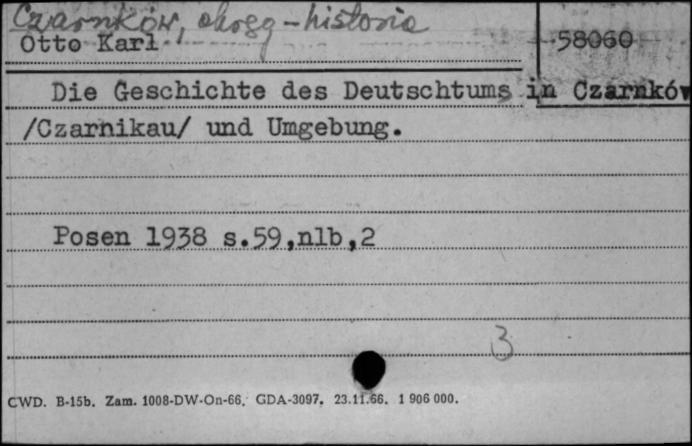 Czarnków, okręg – historia
Otto Karl
58060
Die Geschichte des Deutschtums in Czarnków
/Czarnikau/ und Umgebung.
Posen 1938 s.59,nlb,2
3
CWD. B-15b. Zam. 1008-DW-On-66. GDA-3097. 23.11.66. 1 906 000.